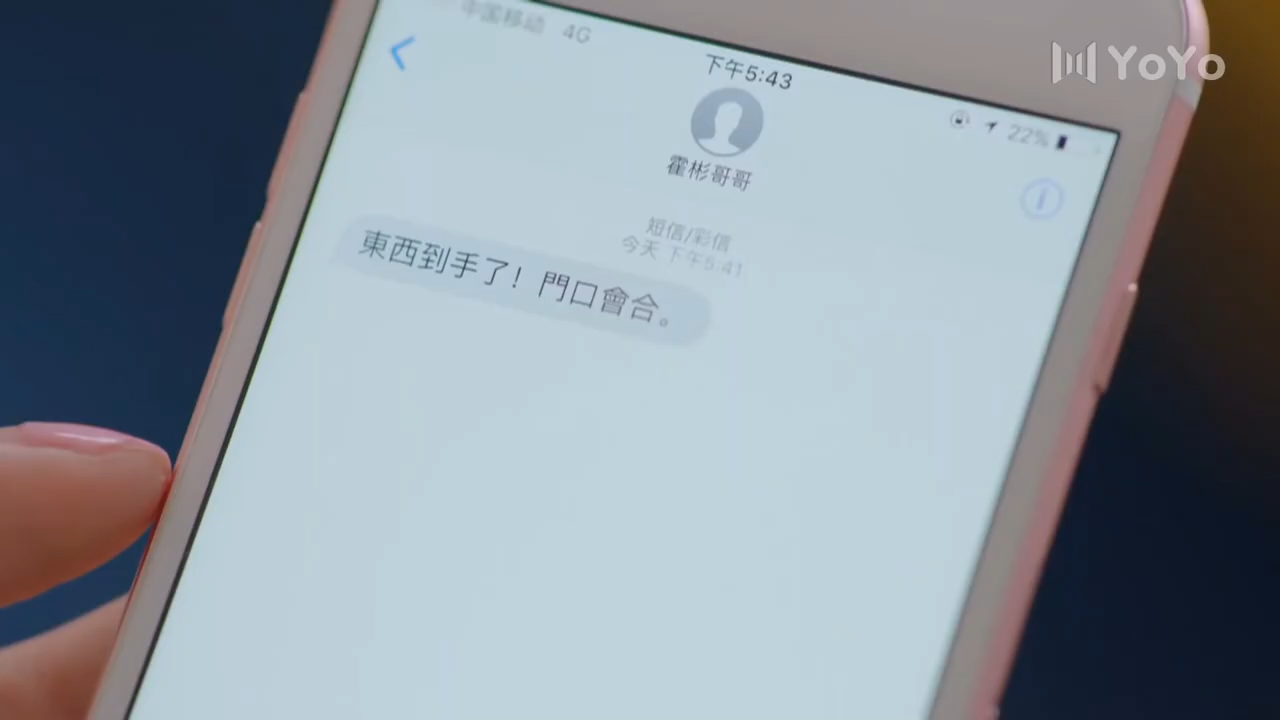 中国移动 4G
下午5:43
22%
YoYo
霍彬哥哥
短信/彩信
今天 下午5:41
東西到手了！門口會合。